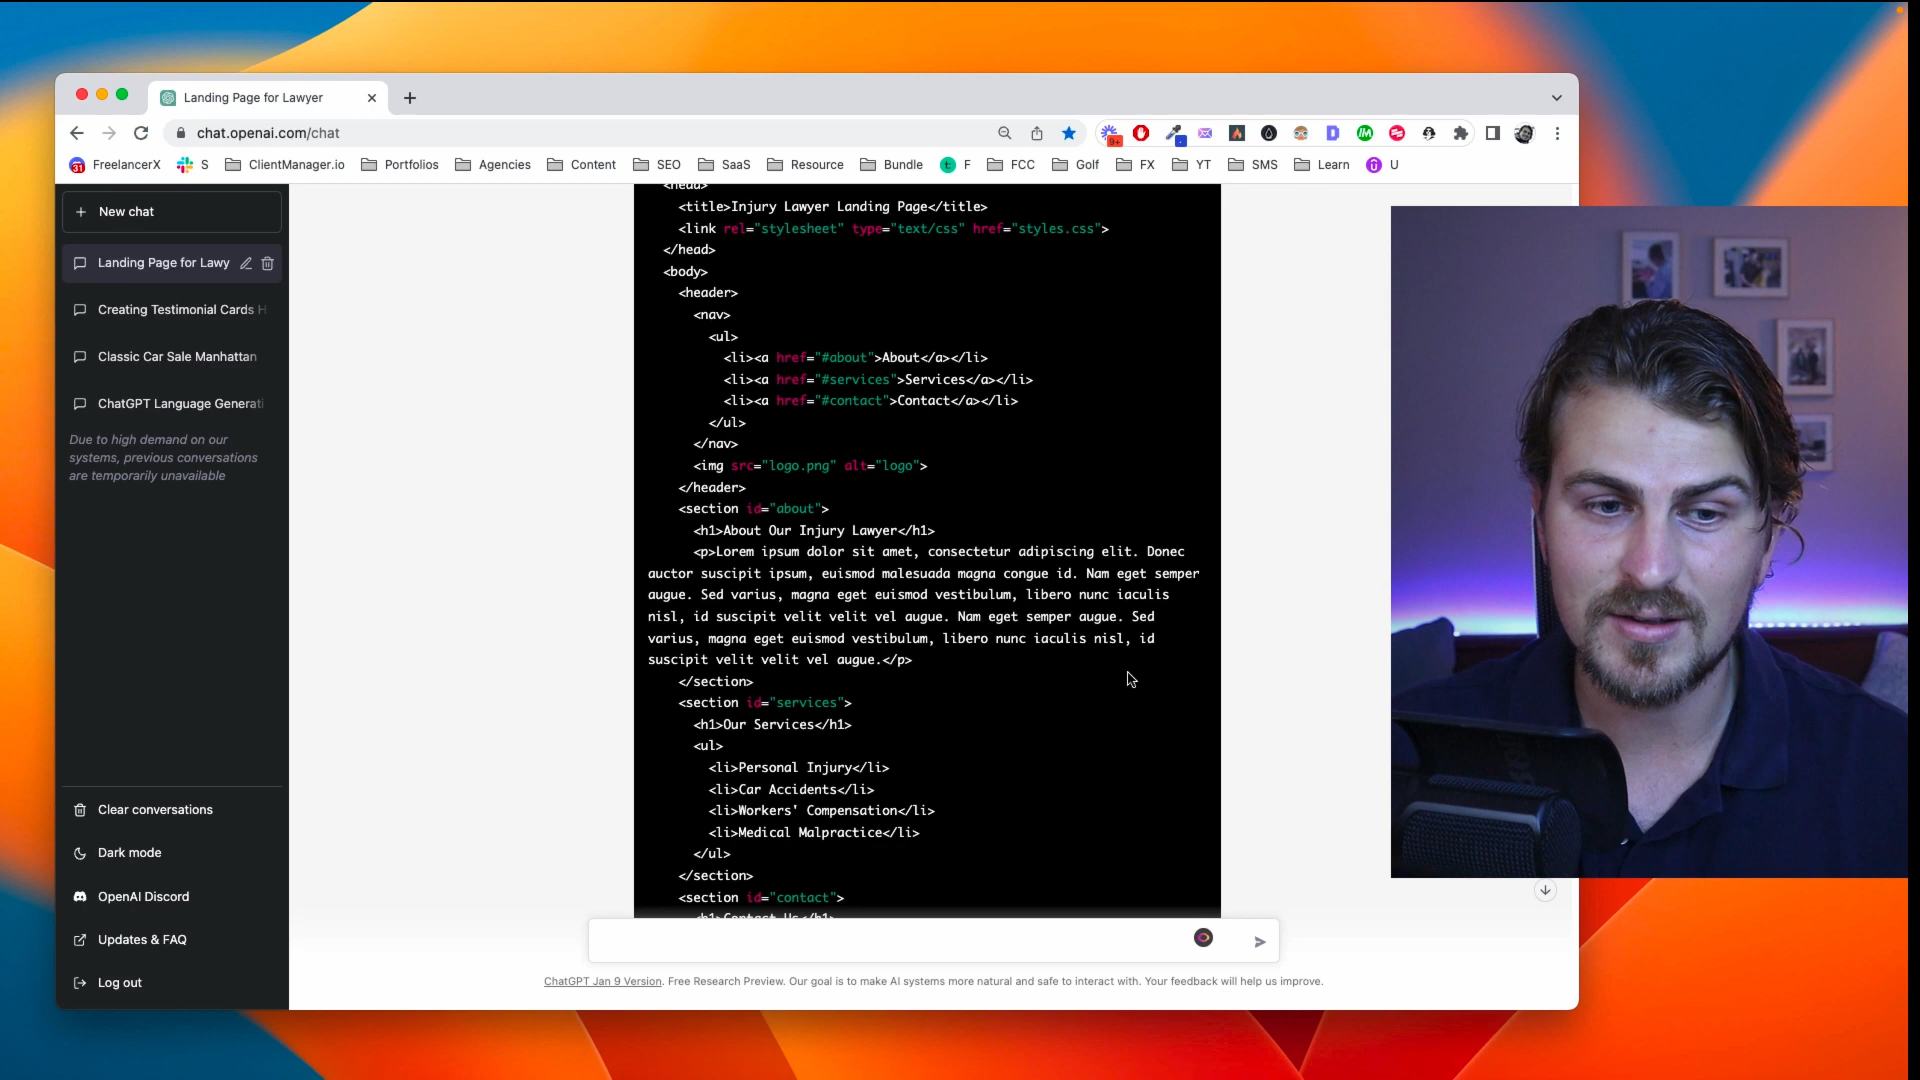 Landing Page for Lawyer
chat.openai.com/chat
9+
31 FreelancerX
S
ClientManager.io
Portfolios
Agencies
Content
SEO
SaaS
Resource
Bundle
F
FCC
Golf
FX
YT
SMS
Learn
U
New chat
Landing Page for Lawy
Creating Testimonial Cards H
Classic Car Sale Manhattan
ChatGPT Language Generati
Due to high demand on our
systems, previous conversations
are temporarily unavailable
Clear conversations
Dark mode
OpenAI Discord
Updates & FAQ
Log out
<head>
<title>Injury Lawyer Landing Page</title>
<link rel="stylesheet" type="text/css" href="styles.css">
</head>
<body>
<header>
<nav>
<ul>
<li><a href="#about">About</a></li>
<li><a href="#services">Services</a></li>
<li><a href="#contact">Contact</a></li>
</ul>
</nav>
<img src="logo.png" alt="logo">
</header>
<section id="about">
<h1>About Our Injury Lawyer</h1>
<p>Lorem ipsum dolor sit amet, consectetur adipiscing elit. Donec
auctor suscipit ipsum, euismod malesuada magna congue id. Nam eget semper
augue. Sed varius, magna eget euismod vestibulum, libero nunc iaculis
nisl, id suscipit velit velit vel augue. Nam eget semper augue. Sed
varius, magna eget euismod vestibulum, libero nunc iaculis nisl, id
suscipit velit velit vel augue.</p>
</section>
<section id="services">
<h1>Our Services</h1>
<ul>
<li>Personal Injury</li>
<li>Car Accidents</li>
<li>Workers' Compensation</li>
<li>Medical Malpractice</li>
</ul>
</section>
<section id="contact">
<h1>Contact Us</h1>
ChatGPT Jan 9 Version. Free Research Preview. Our goal is to make AI systems more natural and safe to interact with. Your feedback will help us improve.